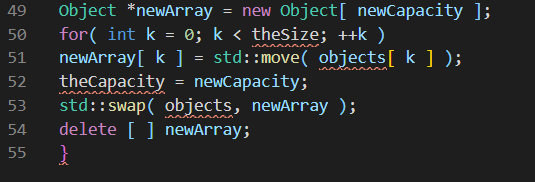 49 Object *newArray = new Object[ newCapacity ];
50 for( int k = 0; k < theSize; ++k )
51 newArray[ k ] = std::move( objects[ k ] );
52 theCapacity = newCapacity;
53 std::swap( objects, newArray );
54 delete [ ] newArray;
55 }